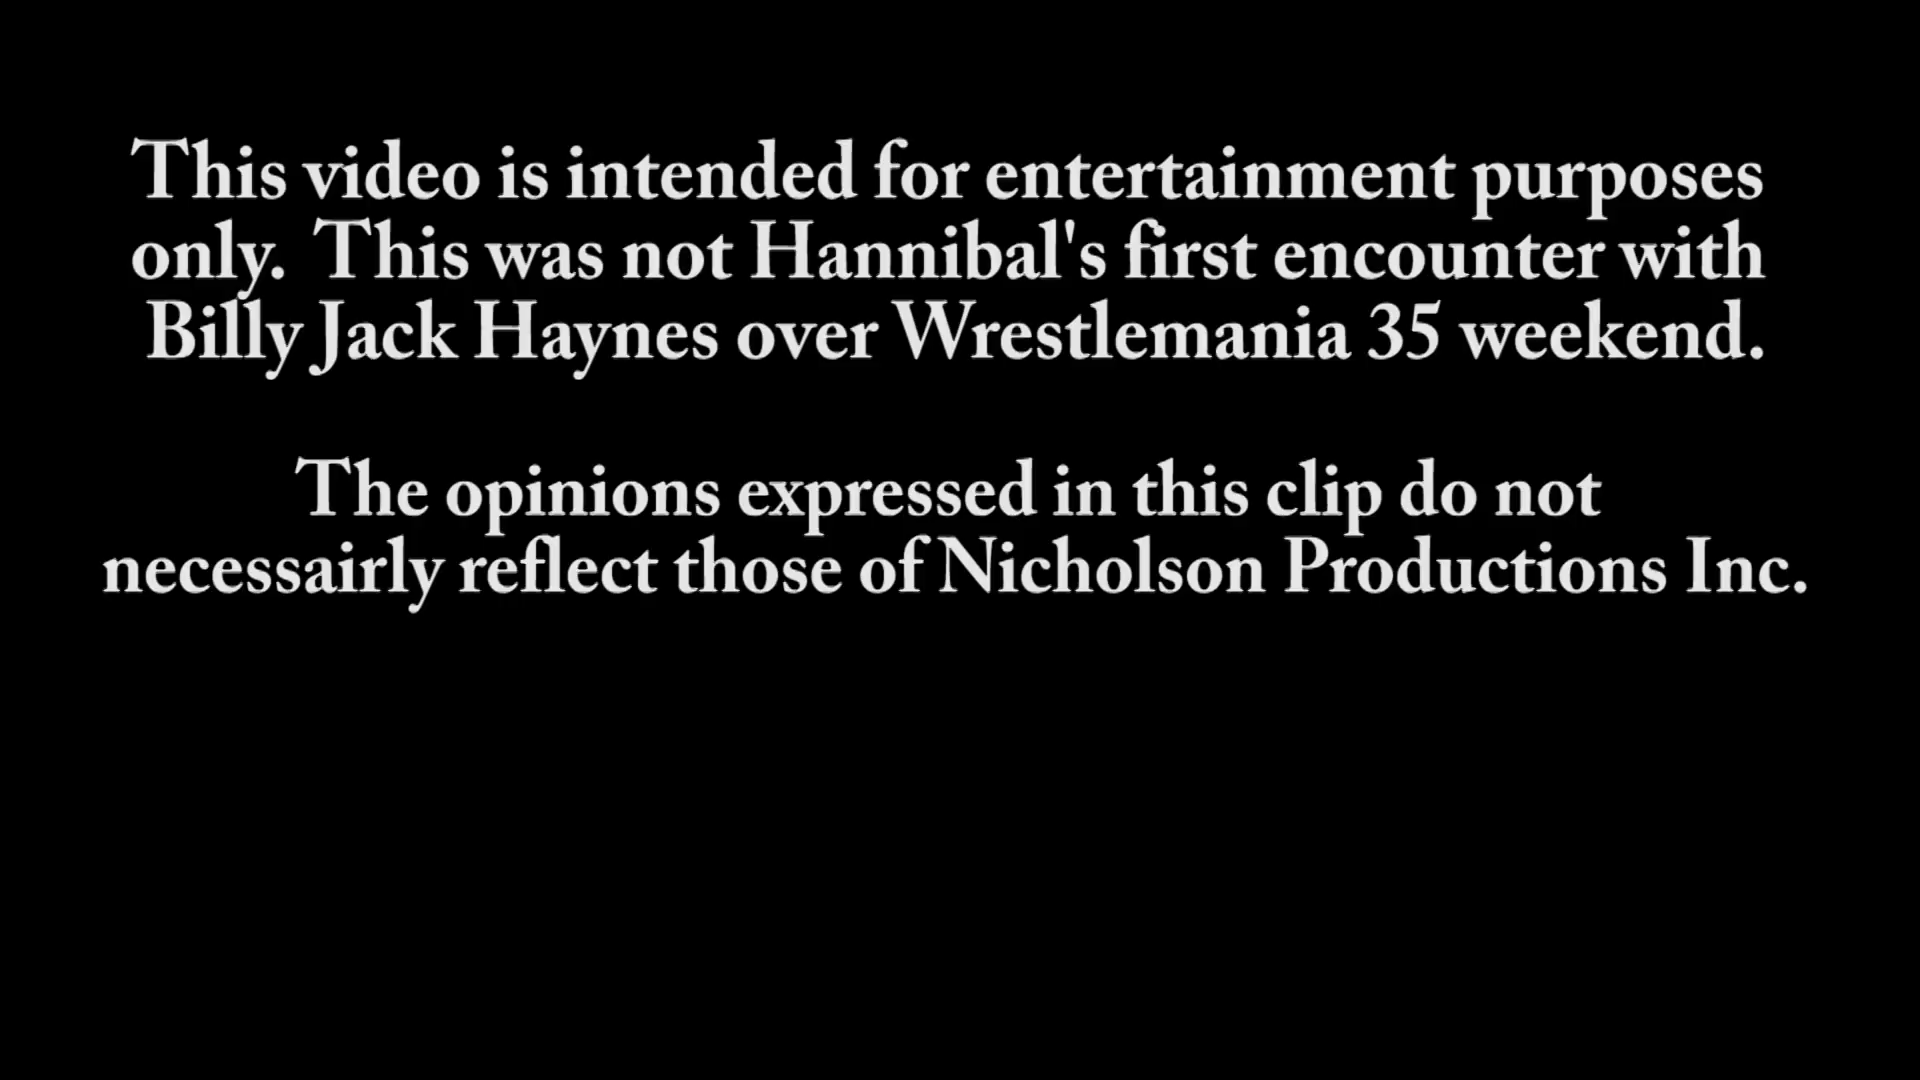 This video is intended for entertainment purposes
only.  This was not Hannibal's first encounter with
Billy Jack Haynes over Wrestlemania 35 weekend.
The opinions expressed in this clip do not
necessairly reflect those of Nicholson Productions Inc.